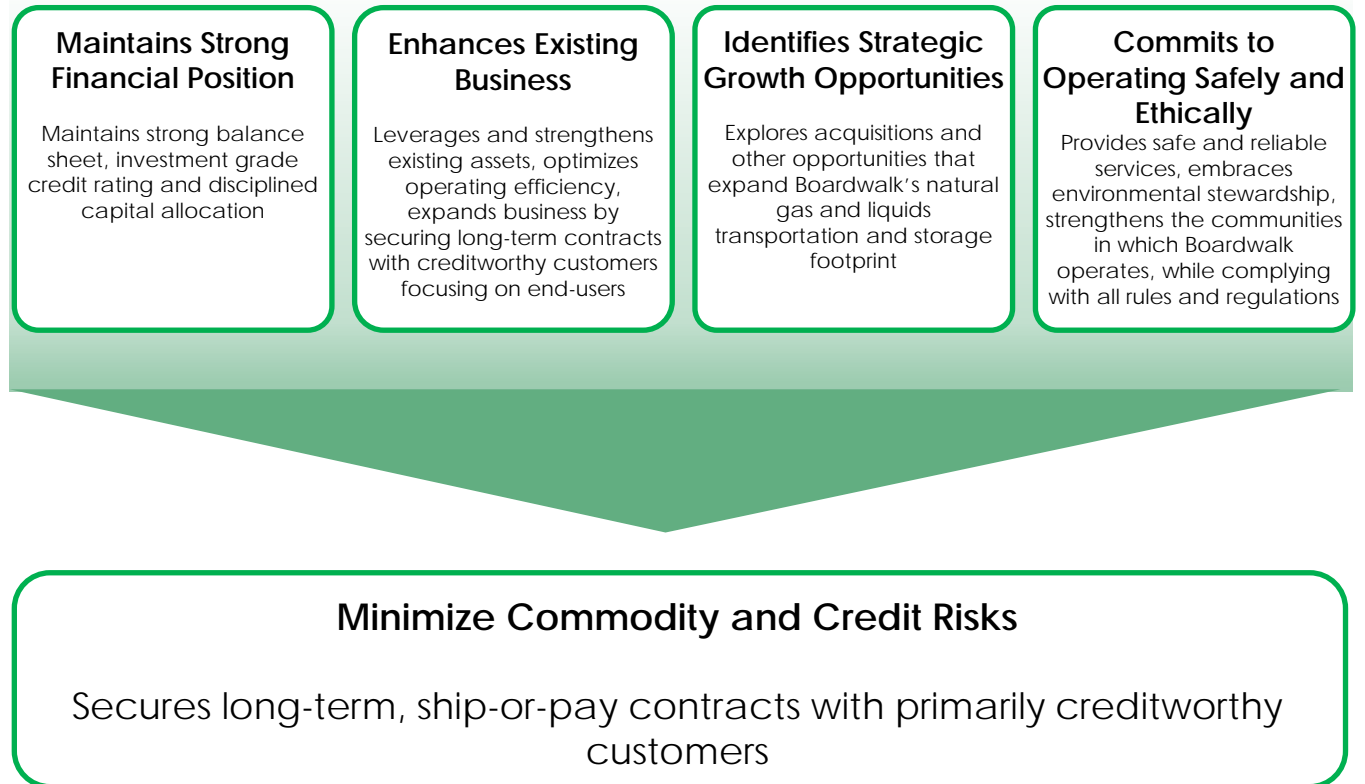 Maintains Strong
Financial Position
Maintains strong balance
sheet, investment grade
credit rating and disciplined
capital allocation
Enhances Existing
Business
Leverages and strengthens
existing assets, optimizes
operating efficiency,
expands business by
securing long-term contracts
with creditworthy customers
focusing on end-users
Identifies Strategic
Growth Opportunities
Explores acquisitions and
other opportunities that
expand Boardwalk's natural
gas and liquids
transportation and storage
footprint
Commits to
Operating Safely and
Ethically
Provides safe and reliable
services, embraces
environmental stewardship,
strengthens the communities
in which Boardwalk
operates, while complying
with all rules and regulations
Minimize Commodity and Credit Risks
Secures long-term, ship-or-pay contracts with primarily creditworthy
customers